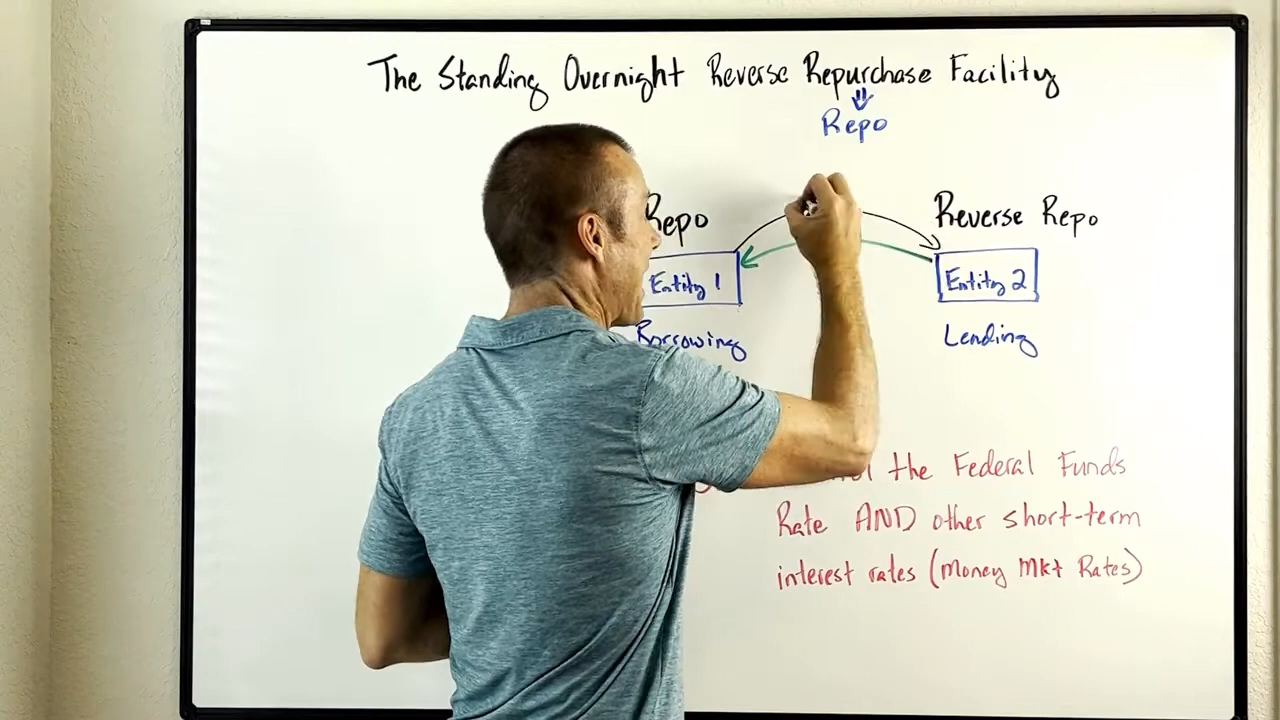 The Standing Overnight Reverse Repurchase Facility
Repo
Repo
Reverse Repo
Entity 1
Entity 2
Borrowing
Lending
the Federal Funds
Rate AND other short-term
interest rates (Money Mkt Rates)